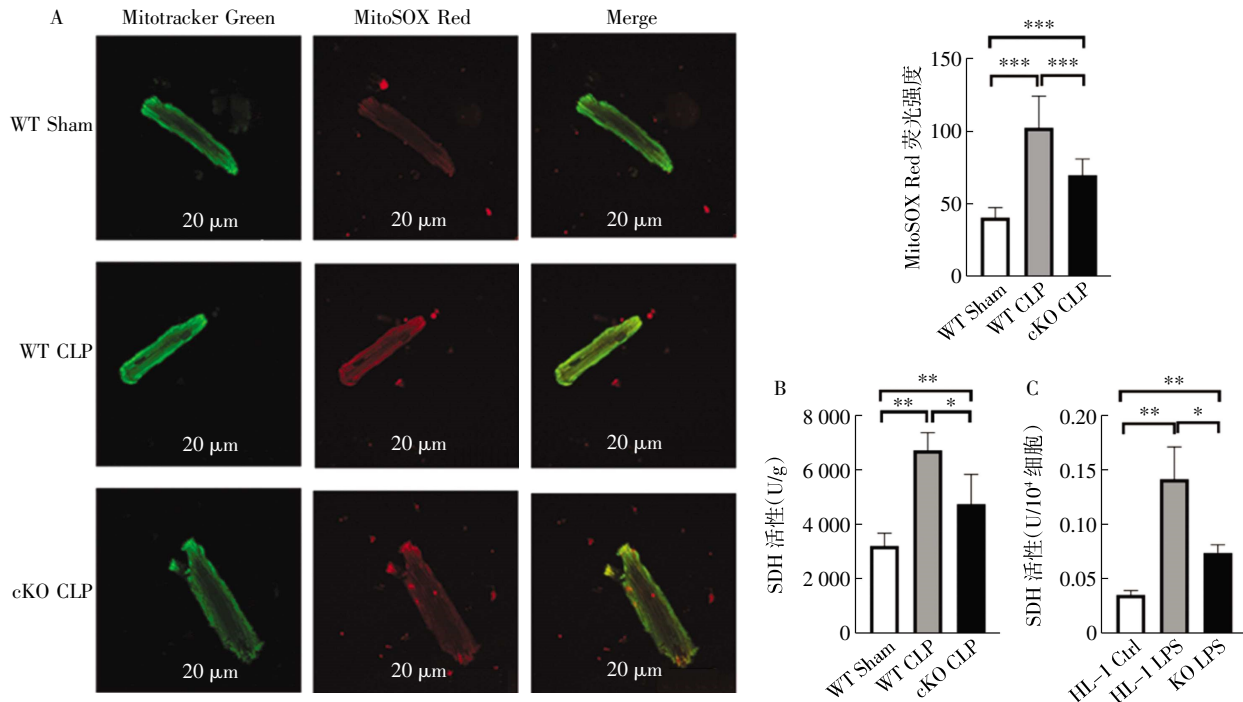 A
Mitotracker Green
MitoSOX Red
Merge
WT Sham
20 μm
20 μm
20 μm
WT CLP
20 μm
20 μm
20 μm
cKO CLP
20 μm
20 μm
20 μm
***
*** ***
MitoSOX Red 荧光强度
150
100
50
0
WT Sham
WT CLP
cKO CLP
B
**
** *
SDH 活性(U/g)
8 000
6 000
4 000
2 000
0
WT Sham
WT CLP
cKO CLP
C
**
** *
SDH 活性(U/10⁴ 细胞)
0.20
0.15
0.10
0.05
0
HL-1 Ctrl
HL-1 LPS
KO LPS